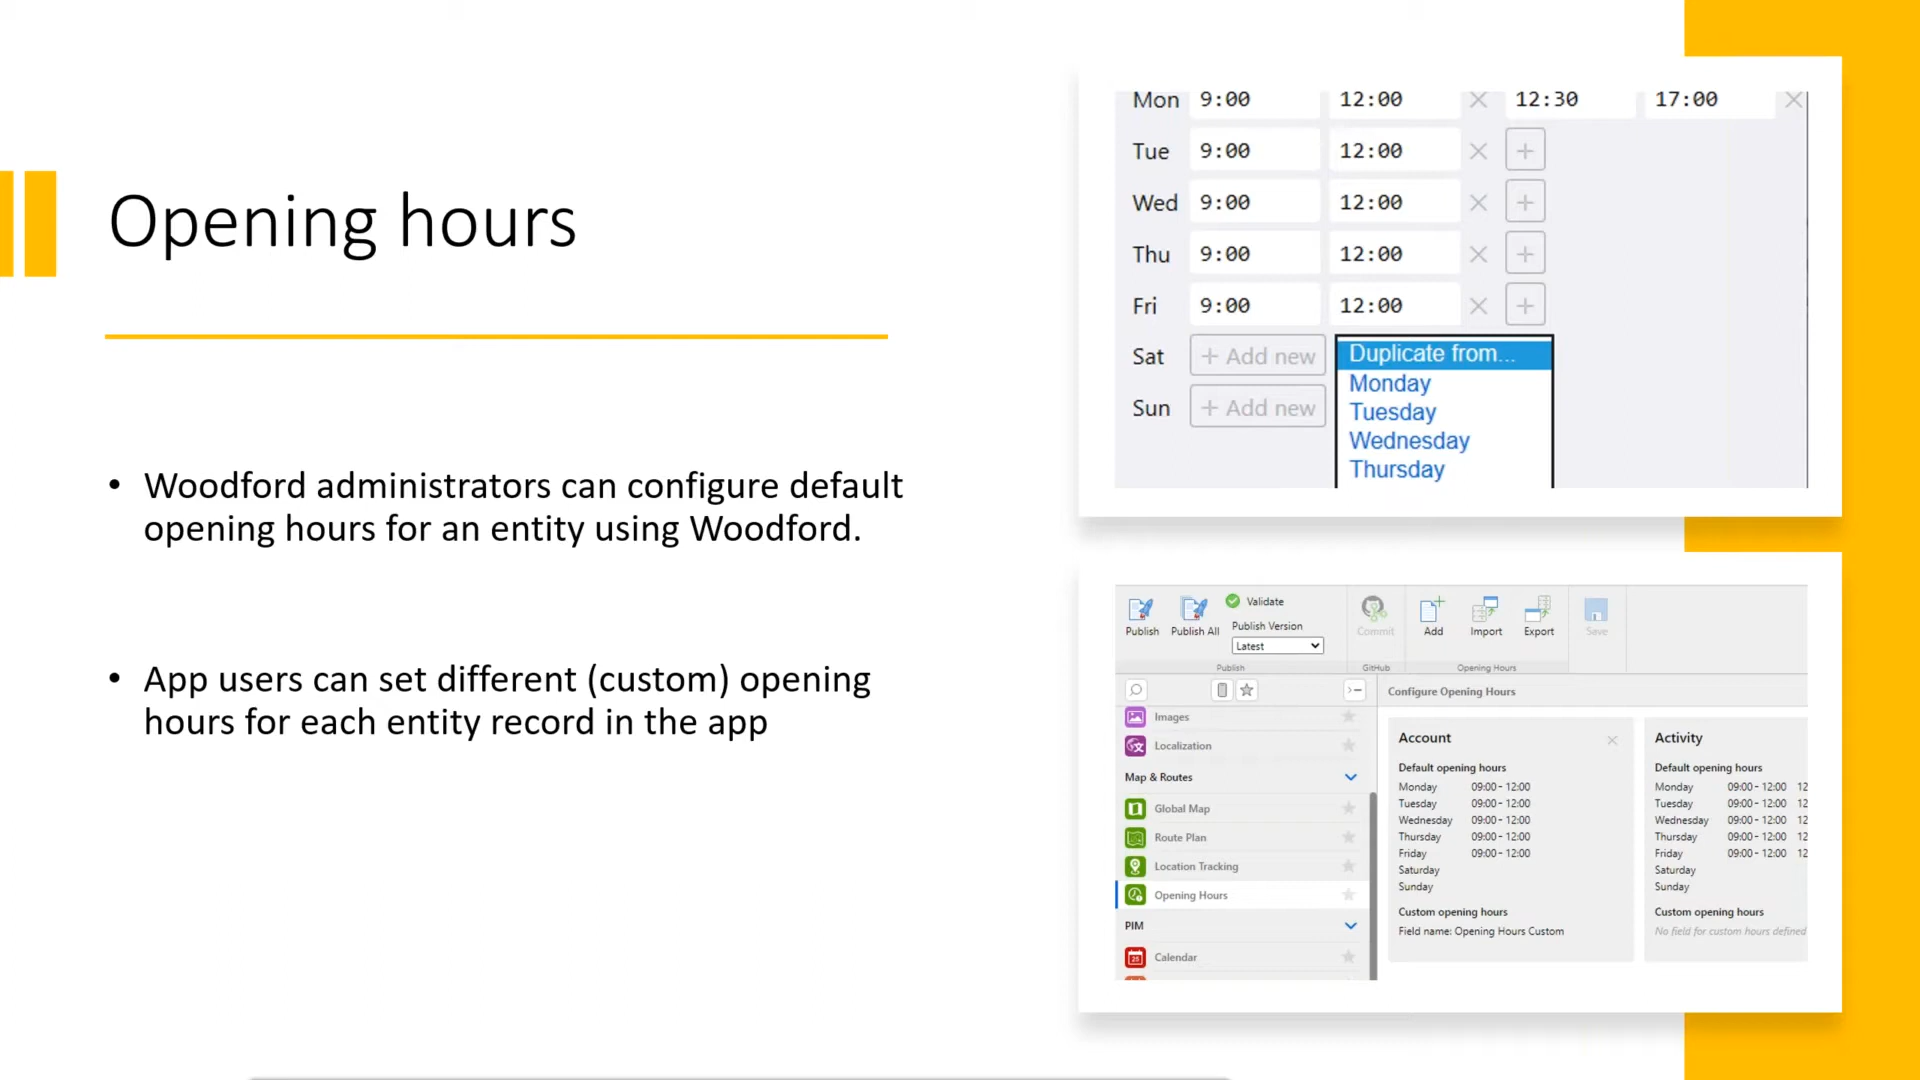 Opening hours
• Woodford administrators can configure default
opening hours for an entity using Woodford.
• App users can set different (custom) opening
hours for each entity record in the app
Mon 9:00 12:00 × 12:30 17:00 ×
Tue 9:00 12:00 × +
Wed 9:00 12:00 × +
Thu 9:00 12:00 × +
Fri 9:00 12:00 × +
Sat + Add new Duplicate from...
Monday
Tuesday
Sun + Add new
Wednesday
Thursday
Publish
Publish All
Validate
Publish Version
Latest
Publish
Commit
GitHub
Add
Import
Export
Opening Hours
Save
Images
Localization
Map & Routes
Global Map
Route Plan
Location Tracking
Opening Hours
PIM
Calendar
Configure Opening Hours
Account
Default opening hours
Monday 09:00 - 12:00
Tuesday 09:00 - 12:00
Wednesday 09:00 - 12:00
Thursday 09:00 - 12:00
Friday 09:00 - 12:00
Saturday
Sunday
Custom opening hours
Field name: Opening Hours Custom
Activity
Default opening hours
Monday 09:00 - 12:00 12
Tuesday 09:00 - 12:00 12
Wednesday 09:00 - 12:00 12
Thursday 09:00 - 12:00 12
Friday 09:00 - 12:00 12
Saturday
Sunday
Custom opening hours
No field for custom hours defined